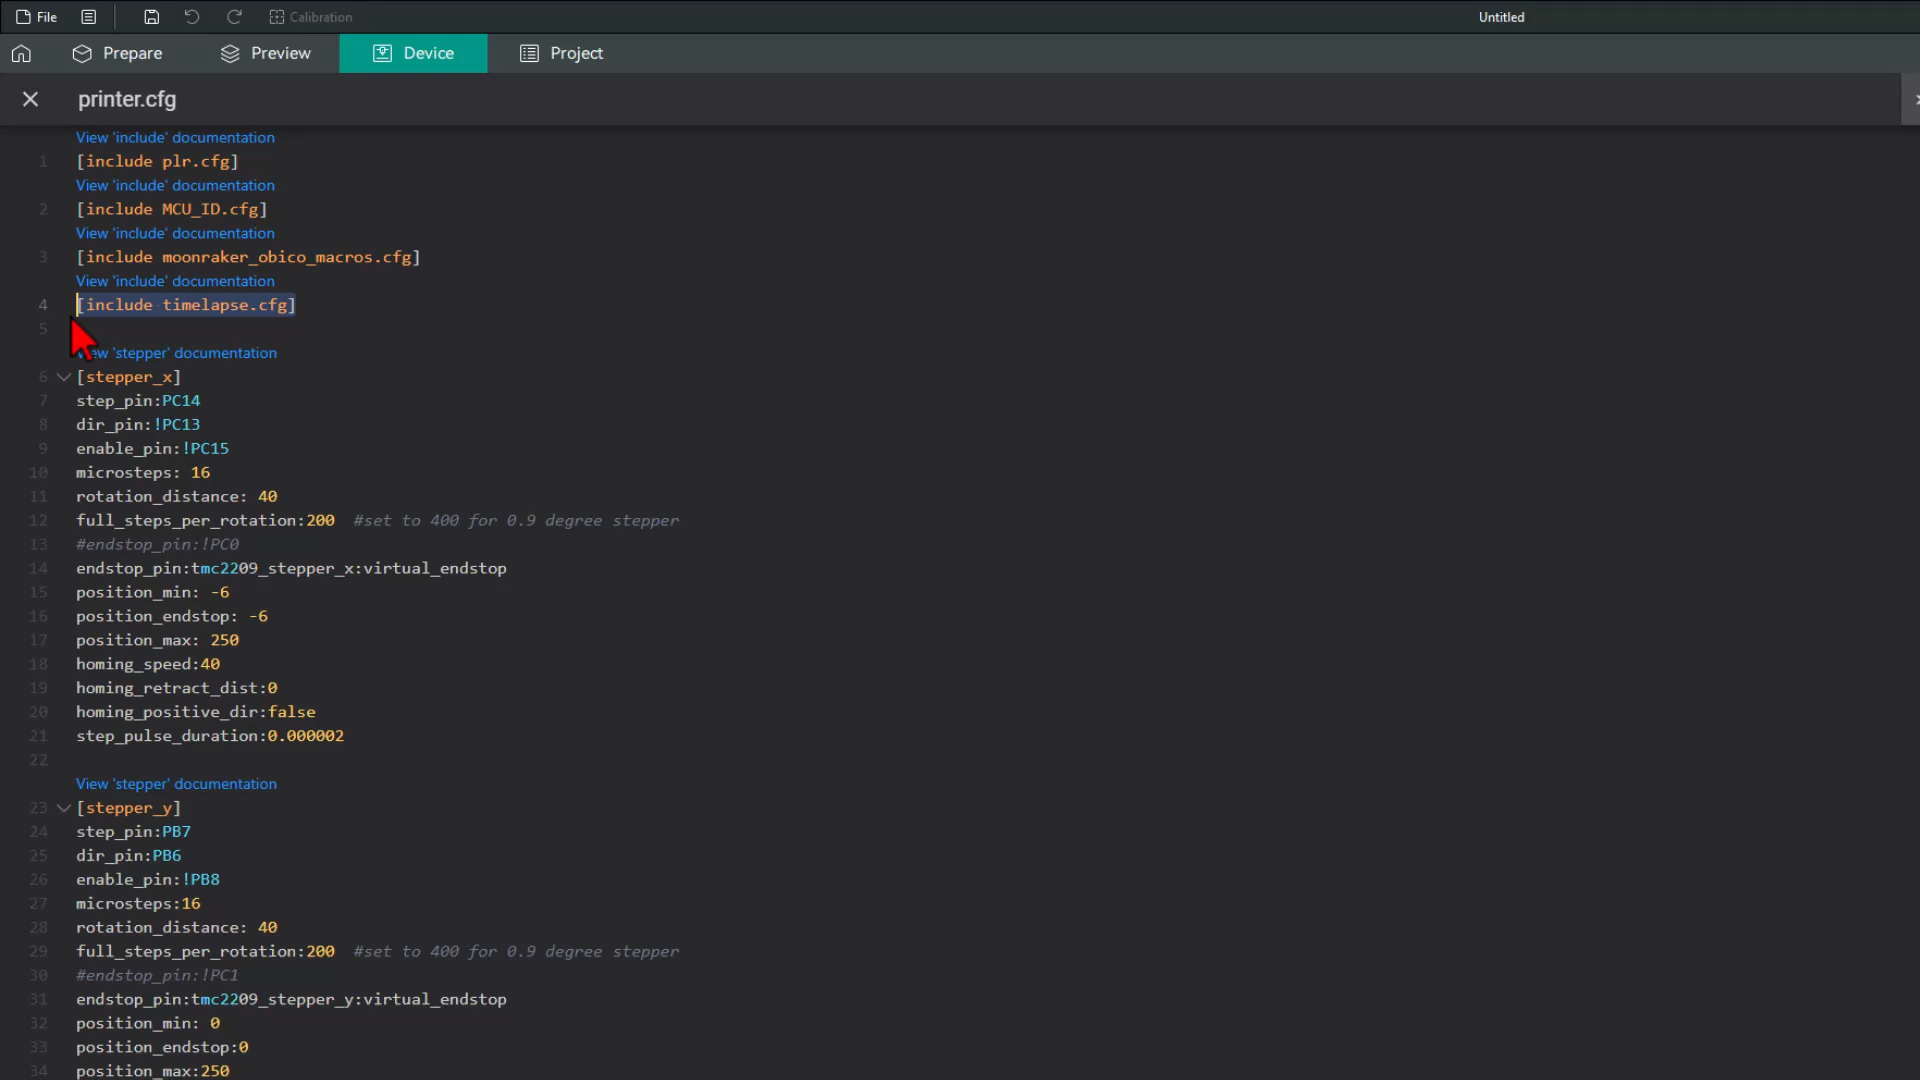 File
Calibration
Untitled
Prepare
Preview
Device
Project
printer.cfg
View 'include' documentation
1 [include plr.cfg]
View 'include' documentation
2 [include MCU_ID.cfg]
View 'include' documentation
3 [include moonraker_obico_macros.cfg]
View 'include' documentation
4 [include timelapse.cfg]
5
'stepper' documentation
6 [stepper_x]
7 step_pin:PC14
8 dir_pin:!PC13
9 enable_pin:!PC15
10 microsteps: 16
11 rotation_distance: 40
12 full_steps_per_rotation:200 #set to 400 for 0.9 degree stepper
13 #endstop_pin:!PC0
14 endstop_pin:tmc2209_stepper_x:virtual_endstop
15 position_min: -6
16 position_endstop: -6
17 position_max: 250
18 homing_speed:40
19 homing_retract_dist:0
20 homing_positive_dir:false
21 step_pulse_duration:0.000002
22
View 'stepper' documentation
23 [stepper_y]
24 step_pin:PB7
25 dir_pin:PB6
26 enable_pin:!PB8
27 microsteps:16
28 rotation_distance: 40
29 full_steps_per_rotation:200 #set to 400 for 0.9 degree stepper
30 #endstop_pin:!PC1
31 endstop_pin:tmc2209_stepper_y:virtual_endstop
32 position_min: 0
33 position_endstop:0
34 position_max:250